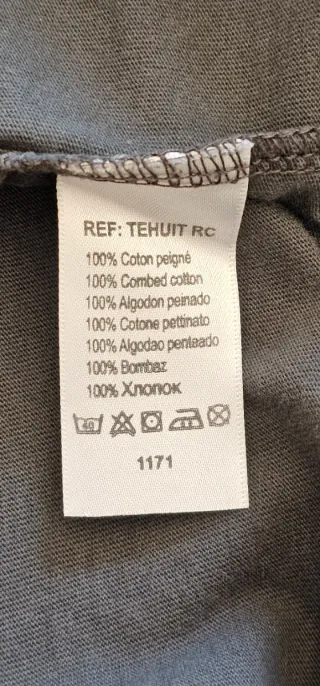 REF: TEHUIT RC
100% Coton peigné
100% Combed cotton
100% Algodon peinado
100% Cotone pettinato
100% Algodao penteado
100% Bombaz
100% Хлопок
40
1171